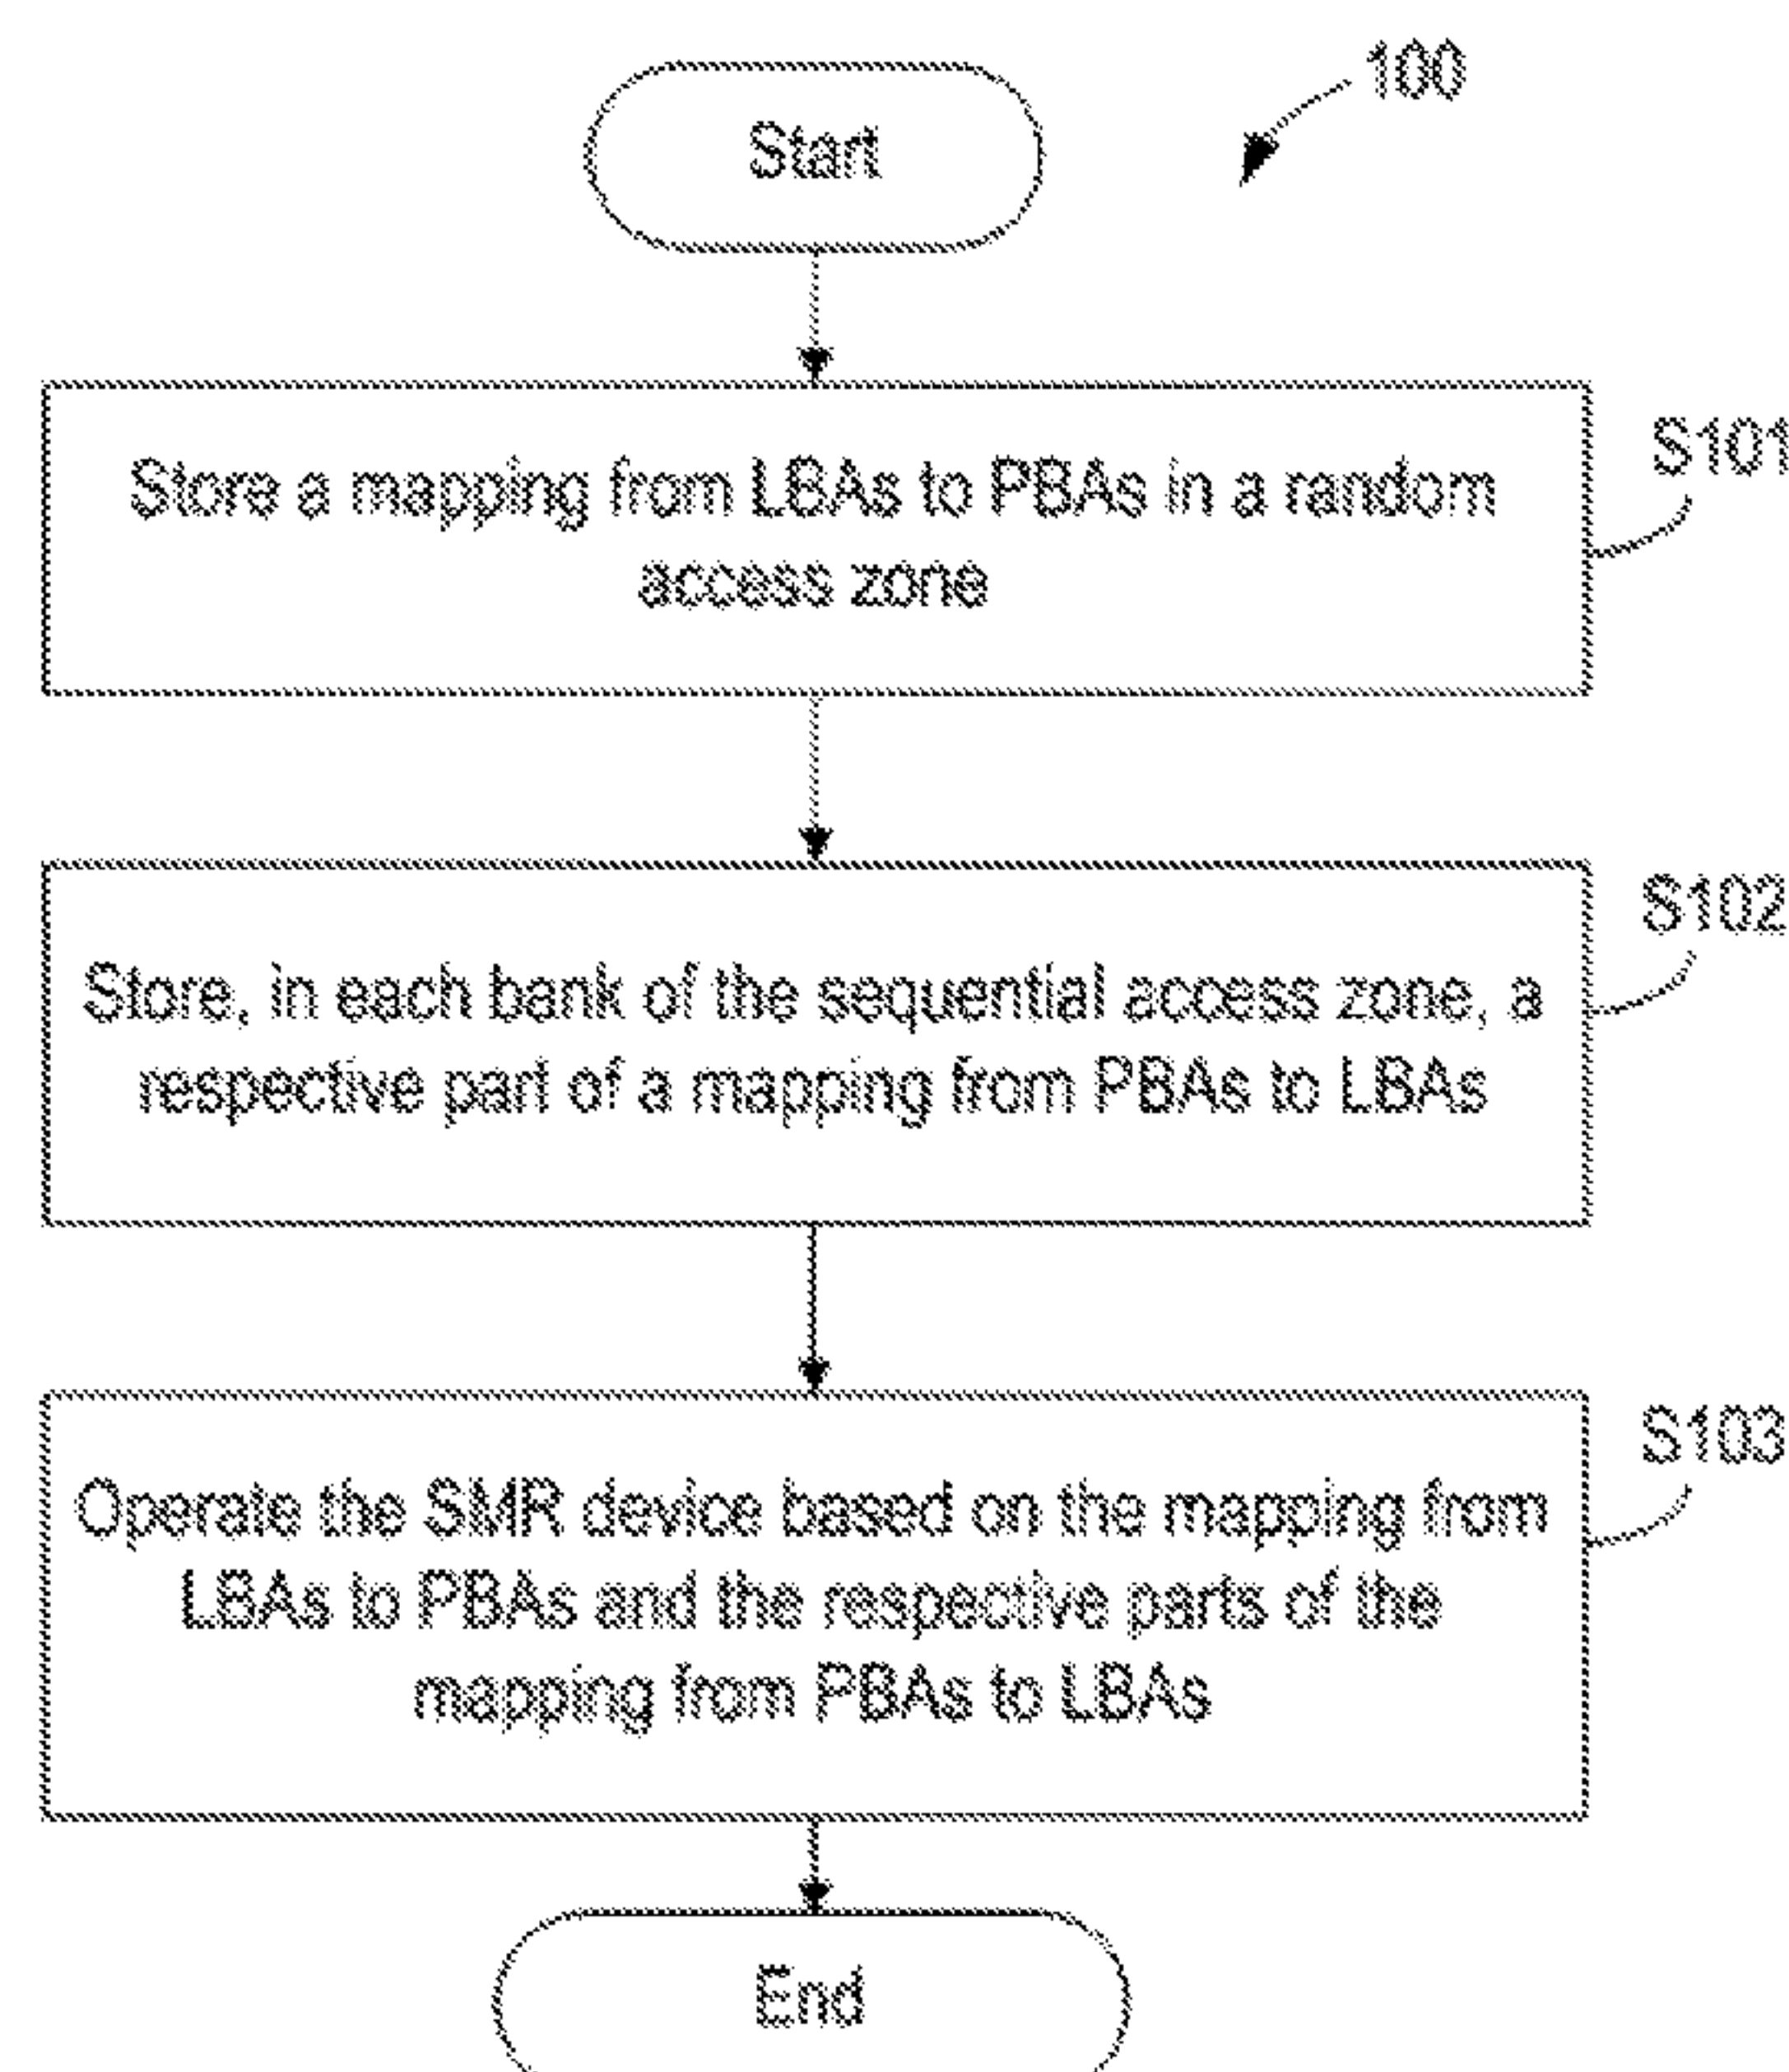 100
Start
S101
Store a mapping from LBAs to PBAs in a random
access zone
S102
Store, in each bank of the sequential access zone, a
respective part of a mapping from PBAs to LBAs
S103
Operate the SMR device based on the mapping from
LBAs to PBAs and the respective parts of the
mapping from PBAs to LBAs
End